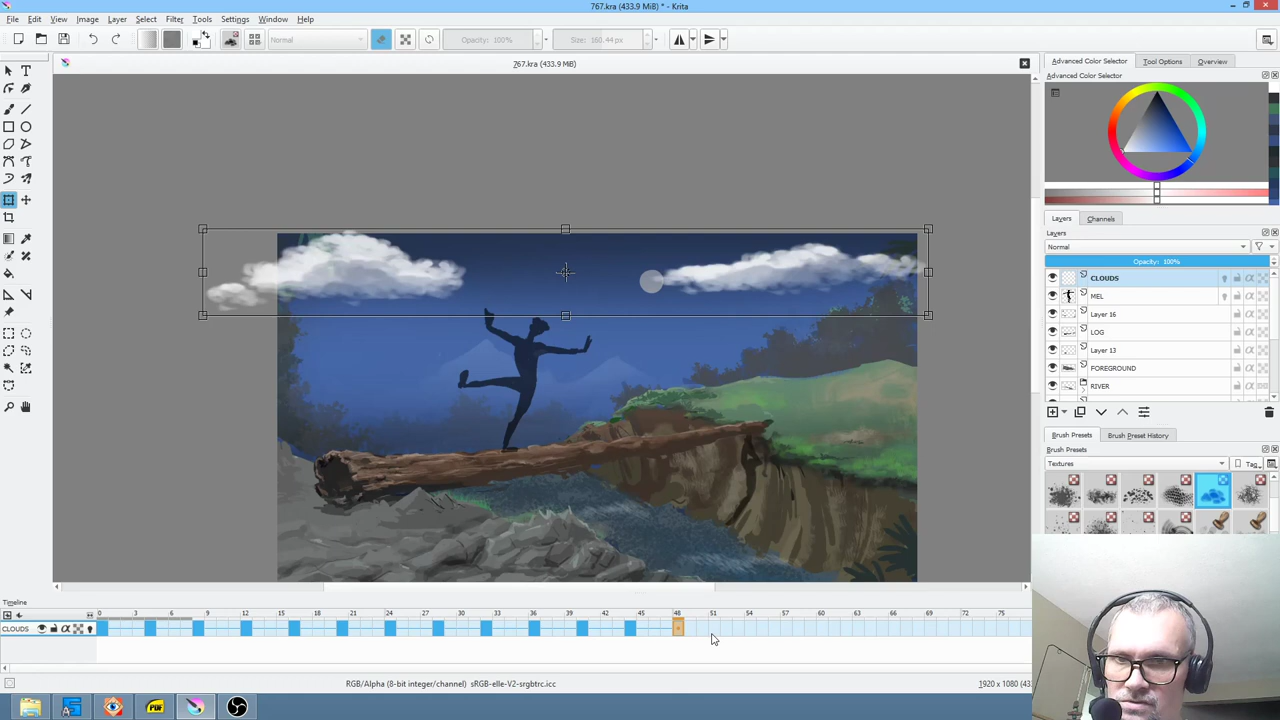 767.kra (433.9 MiB) * - Krita
File Edit View Image Layer Select Filter Tools Settings Window Help
Normal Opacity: 100% Size: 160.44 px
767.kra (433.9 MiB)
Advanced Color Selector Tool Options Overview
Advanced Color Selector
Layers Channels
Layers
Normal
Opacity: 100%
CLOUDS
MEL
Layer 16
LOG
Layer 13
FOREGROUND
RIVER
Brush Presets Brush Preset History
Brush Presets
Textures Tag
Timeline
0 3 6 9 12 15 18 21 24 27 30 33 36 39 42 45 48 51 54 57 60 63 66 69 72 75
CLOUDS
RGB/Alpha (8-bit integer/channel) sRGB-elle-V2-srgbtrc.icc 1920 x 1080 (433
PDF